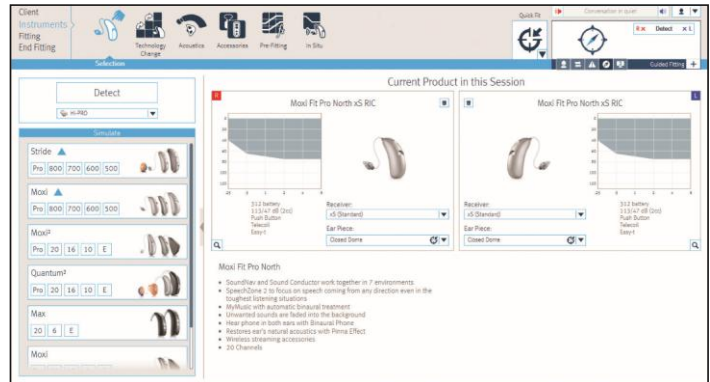 Client
Instruments
Fitting
End Fitting
Selection
Technology Change
Acoustics
Accessories
Pre-Fitting
In Situ
Quick Fit
Conversation in quiet
R
Detect
L
Guided Fitting
Detect
HI-PRO
Simulate
Stride
Pro 800 700 600 500
Moxi
Pro 800 700 600 500
Moxi²
Pro 20 16 10 E
Quantum²
Pro 20 16 10 E
Max
20 6 E
Moxi
Current Product in this Session
R
Moxi Fit Pro North xS RIC
312 battery
113/47 dB (2cc)
Push Button
Telecoil
Easy-t
Receiver:
xS (Standard)
Ear Piece:
Closed Dome
L
Moxi Fit Pro North xS RIC
Receiver:
xS (Standard)
Ear Piece:
Closed Dome
312 battery
113/47 dB (2cc)
Push Button
Telecoil
Easy-t
Moxi Fit Pro North
• SoundNav and Sound Conductor work together in 7 environments
• SpeechZone 2 to focus on speech coming from any direction even in the
toughest listening situations
• MyMusic with automatic binaural treatment
• Unwanted sounds are faded into the background
• Hear phone in both ears with Binaural Phone
• Restores ear's natural acoustics with Pinna Effect
• Wireless streaming accessories
• 20 Channels